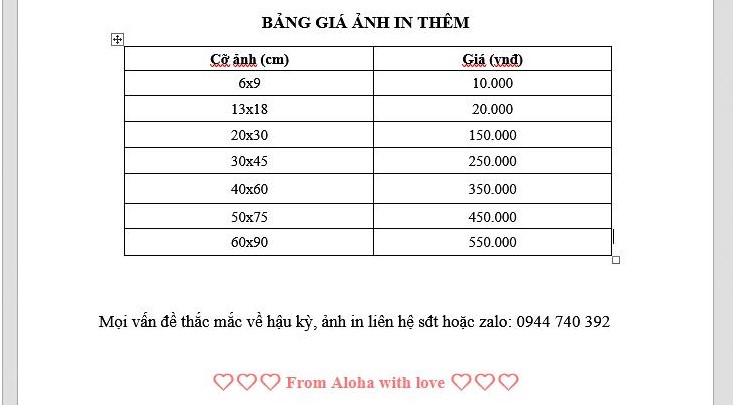 BẢNG GIÁ ẢNH IN THÊM
Cỡ ảnh (cm) Giá (vnđ)
6x9 10.000
13x18 20.000
20x30 150.000
30x45 250.000
40x60 350.000
50x75 450.000
60x90 550.000
Mọi vấn đề thắc mắc về hậu kỳ, ảnh in liên hệ sđt hoặc zalo: 0944 740 392
♡♡♡ From Aloha with love ♡♡♡